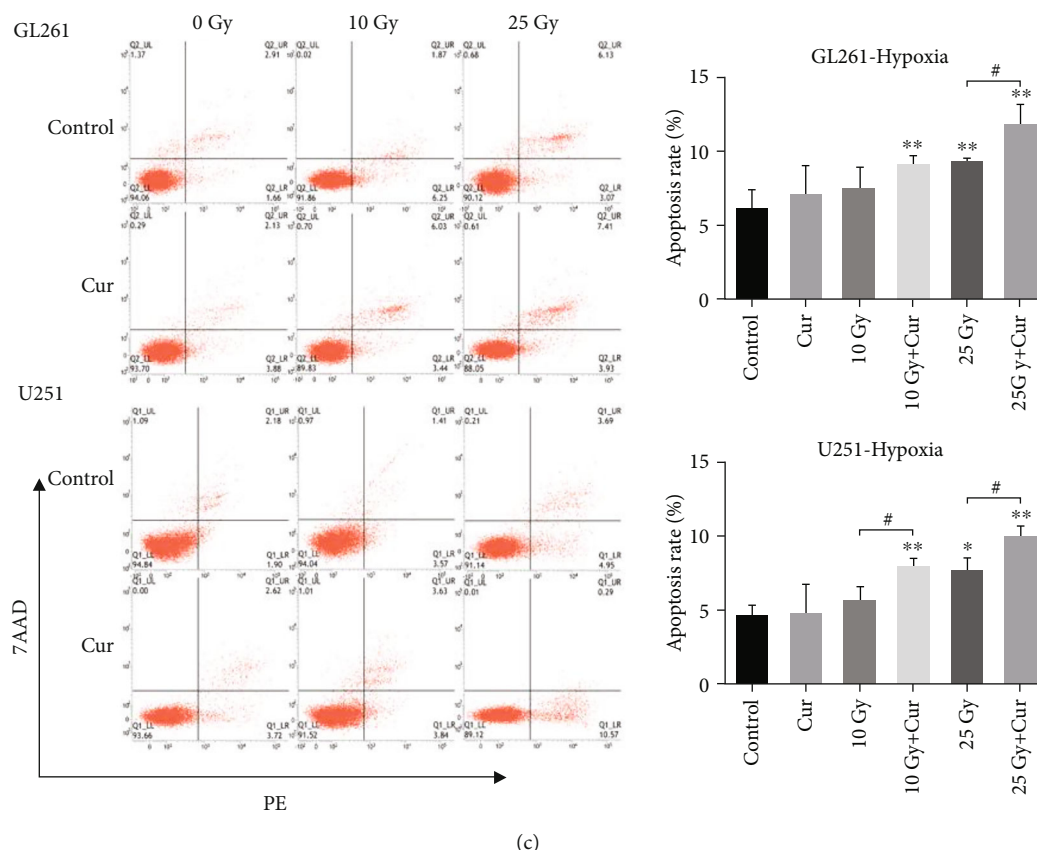 GL261
0 Gy
10 Gy
25 Gy
Control
Q2_UL
1.37
Q2_UR
2.91
Q2_LL
94.06
Q2_LR
1.66
Q2_UL
0.02
Q2_UR
1.87
Q2_LL
91.86
Q2_LR
6.25
Q2_UL
0.68
Q2_UR
6.13
Q2_LL
90.12
Q2_LR
3.07
Cur
Q2_UL
0.29
Q2_UR
2.13
Q2_LL
93.70
Q2_LR
3.88
Q2_UL
0.70
Q2_UR
6.03
Q2_LL
89.83
Q2_LR
3.44
Q2_UL
0.61
Q2_UR
7.41
Q2_LL
88.05
Q2_LR
3.93
U251
Control
Q1_UL
1.09
Q1_UR
2.18
Q1_LL
94.84
Q1_LR
1.90
Q1_UL
0.97
Q1_UR
1.41
Q1_LL
94.04
Q1_LR
3.57
Q1_UL
0.21
Q1_UR
3.69
Q1_LL
91.14
Q1_LR
4.95
Cur
Q1_UL
0.00
Q1_UR
2.62
Q1_LL
93.66
Q1_LR
3.72
Q1_UL
1.01
Q1_UR
3.63
Q1_LL
91.52
Q1_LR
3.84
Q1_UL
0.01
Q1_UR
0.29
Q1_LL
89.12
Q1_LR
10.57
7AAD
PE
GL261-Hypoxia
Apoptosis rate (%)
15
10
5
0
**
**
#
**
Control
Cur
10 Gy
10 Gy+Cur
25 Gy
25G y+Cur
U251-Hypoxia
Apoptosis rate (%)
15
10
5
0
#
**
*
#
**
Control
Cur
10 Gy
10 Gy+Cur
25 Gy
25 Gy+Cur
(c)